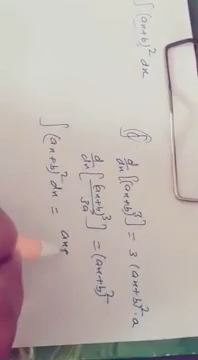 ∫(ax+b)² dx
∬ d/dx[(ax+b)³] = 3(ax+b)²·a
d/dx[(ax+b)³/3a] = (ax+b)²
∫(ax+b)² dx = ax+